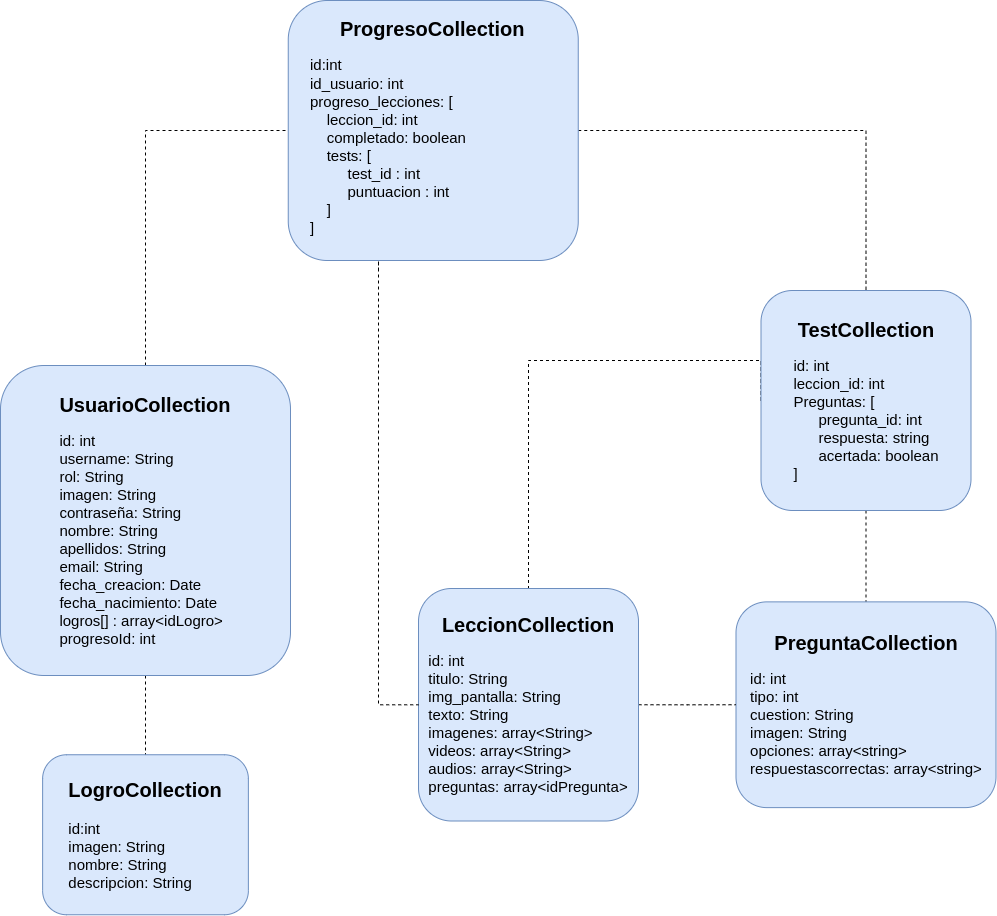 ProgresoCollection
id:int
id_usuario: int
progreso_lecciones: [
leccion_id: int
completado: boolean
tests: [
test_id : int
puntuacion : int
]
]
TestCollection
id: int
leccion_id: int
Preguntas: [
pregunta_id: int
respuesta: string
acertada: boolean
]
UsuarioCollection
id: int
username: String
rol: String
imagen: String
contraseña: String
nombre: String
apellidos: String
email: String
fecha_creacion: Date
fecha_nacimiento: Date
logros[] : array<idLogro>
progresoId: int
LeccionCollection
id: int
titulo: String
img_pantalla: String
texto: String
imagenes: array<String>
videos: array<String>
audios: array<String>
preguntas: array<idPregunta>
PreguntaCollection
id: int
tipo: int
cuestion: String
imagen: String
opciones: array<string>
respuestascorrectas: array<string>
LogroCollection
id:int
imagen: String
nombre: String
descripcion: String